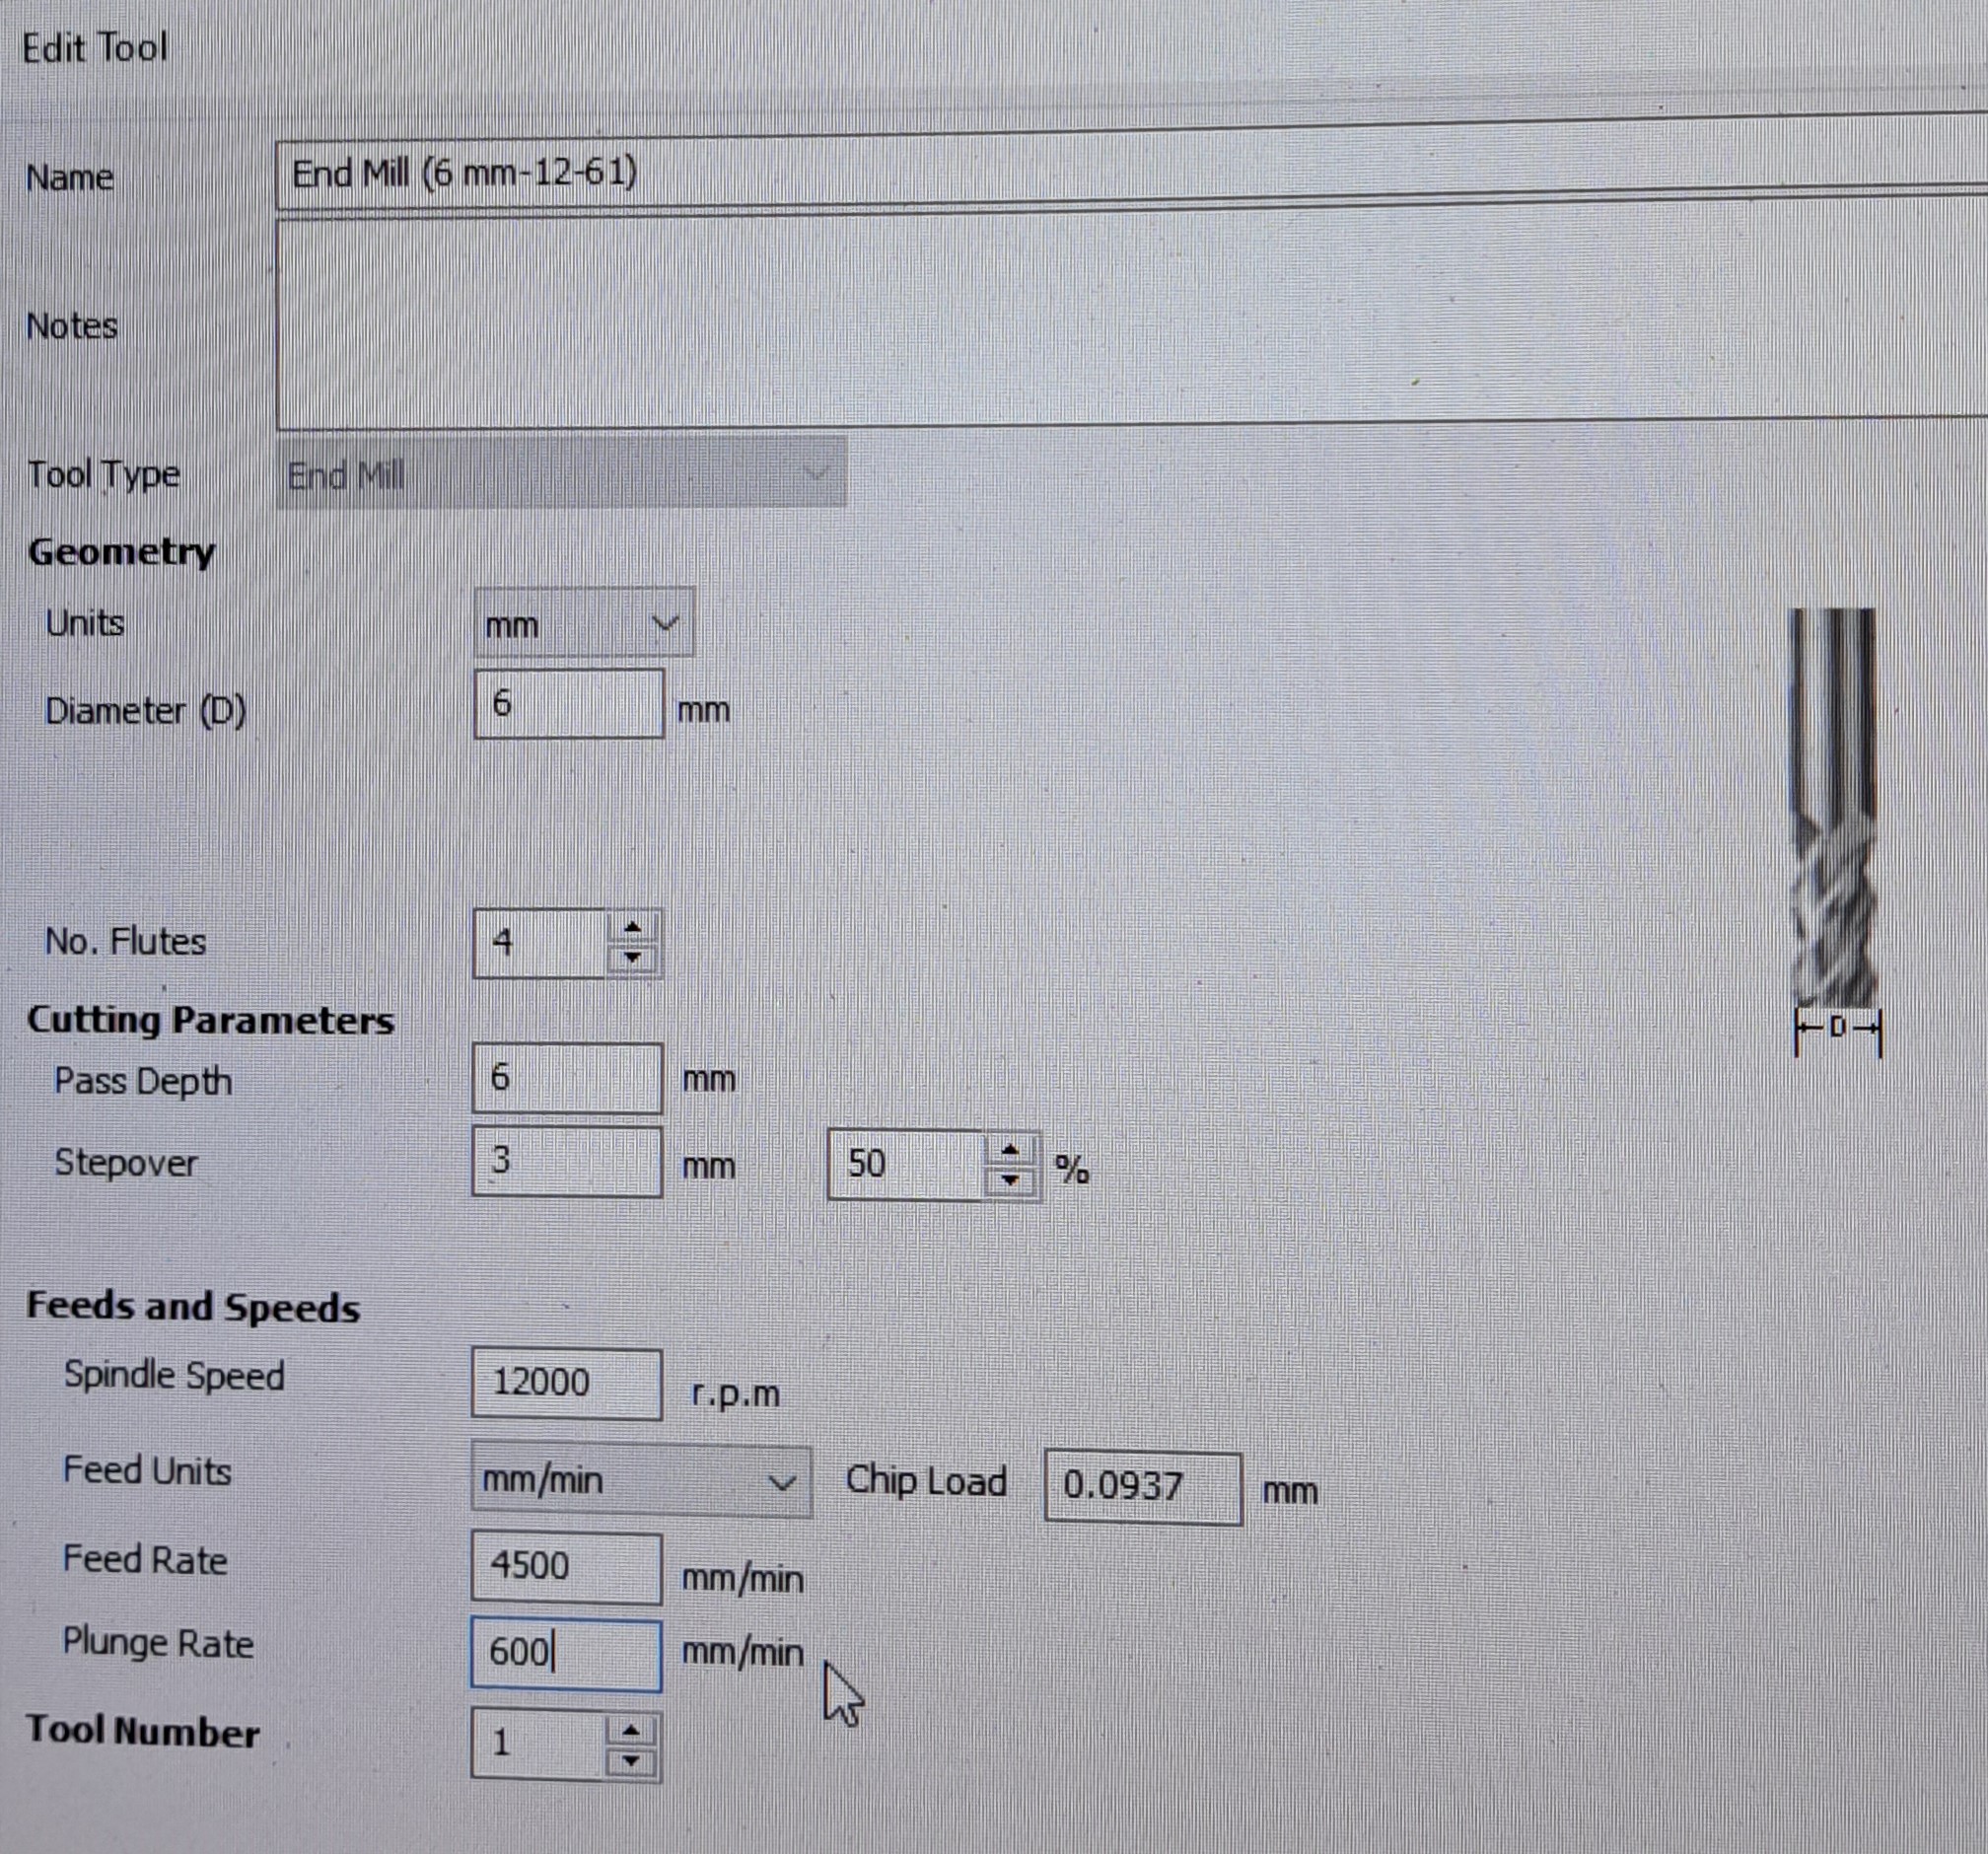 Edit Tool
Name End Mill (6 mm-12-61)
Notes
Tool Type End Mill
Geometry
Units mm
Diameter (D) 6 mm
No. Flutes 4
D
Cutting Parameters
Pass Depth 6 mm
Stepover 3 mm 50 %
Feeds and Speeds
Spindle Speed 12000 r.p.m
Feed Units mm/min Chip Load 0.0937 mm
Feed Rate 4500 mm/min
Plunge Rate 600 mm/min
Tool Number 1